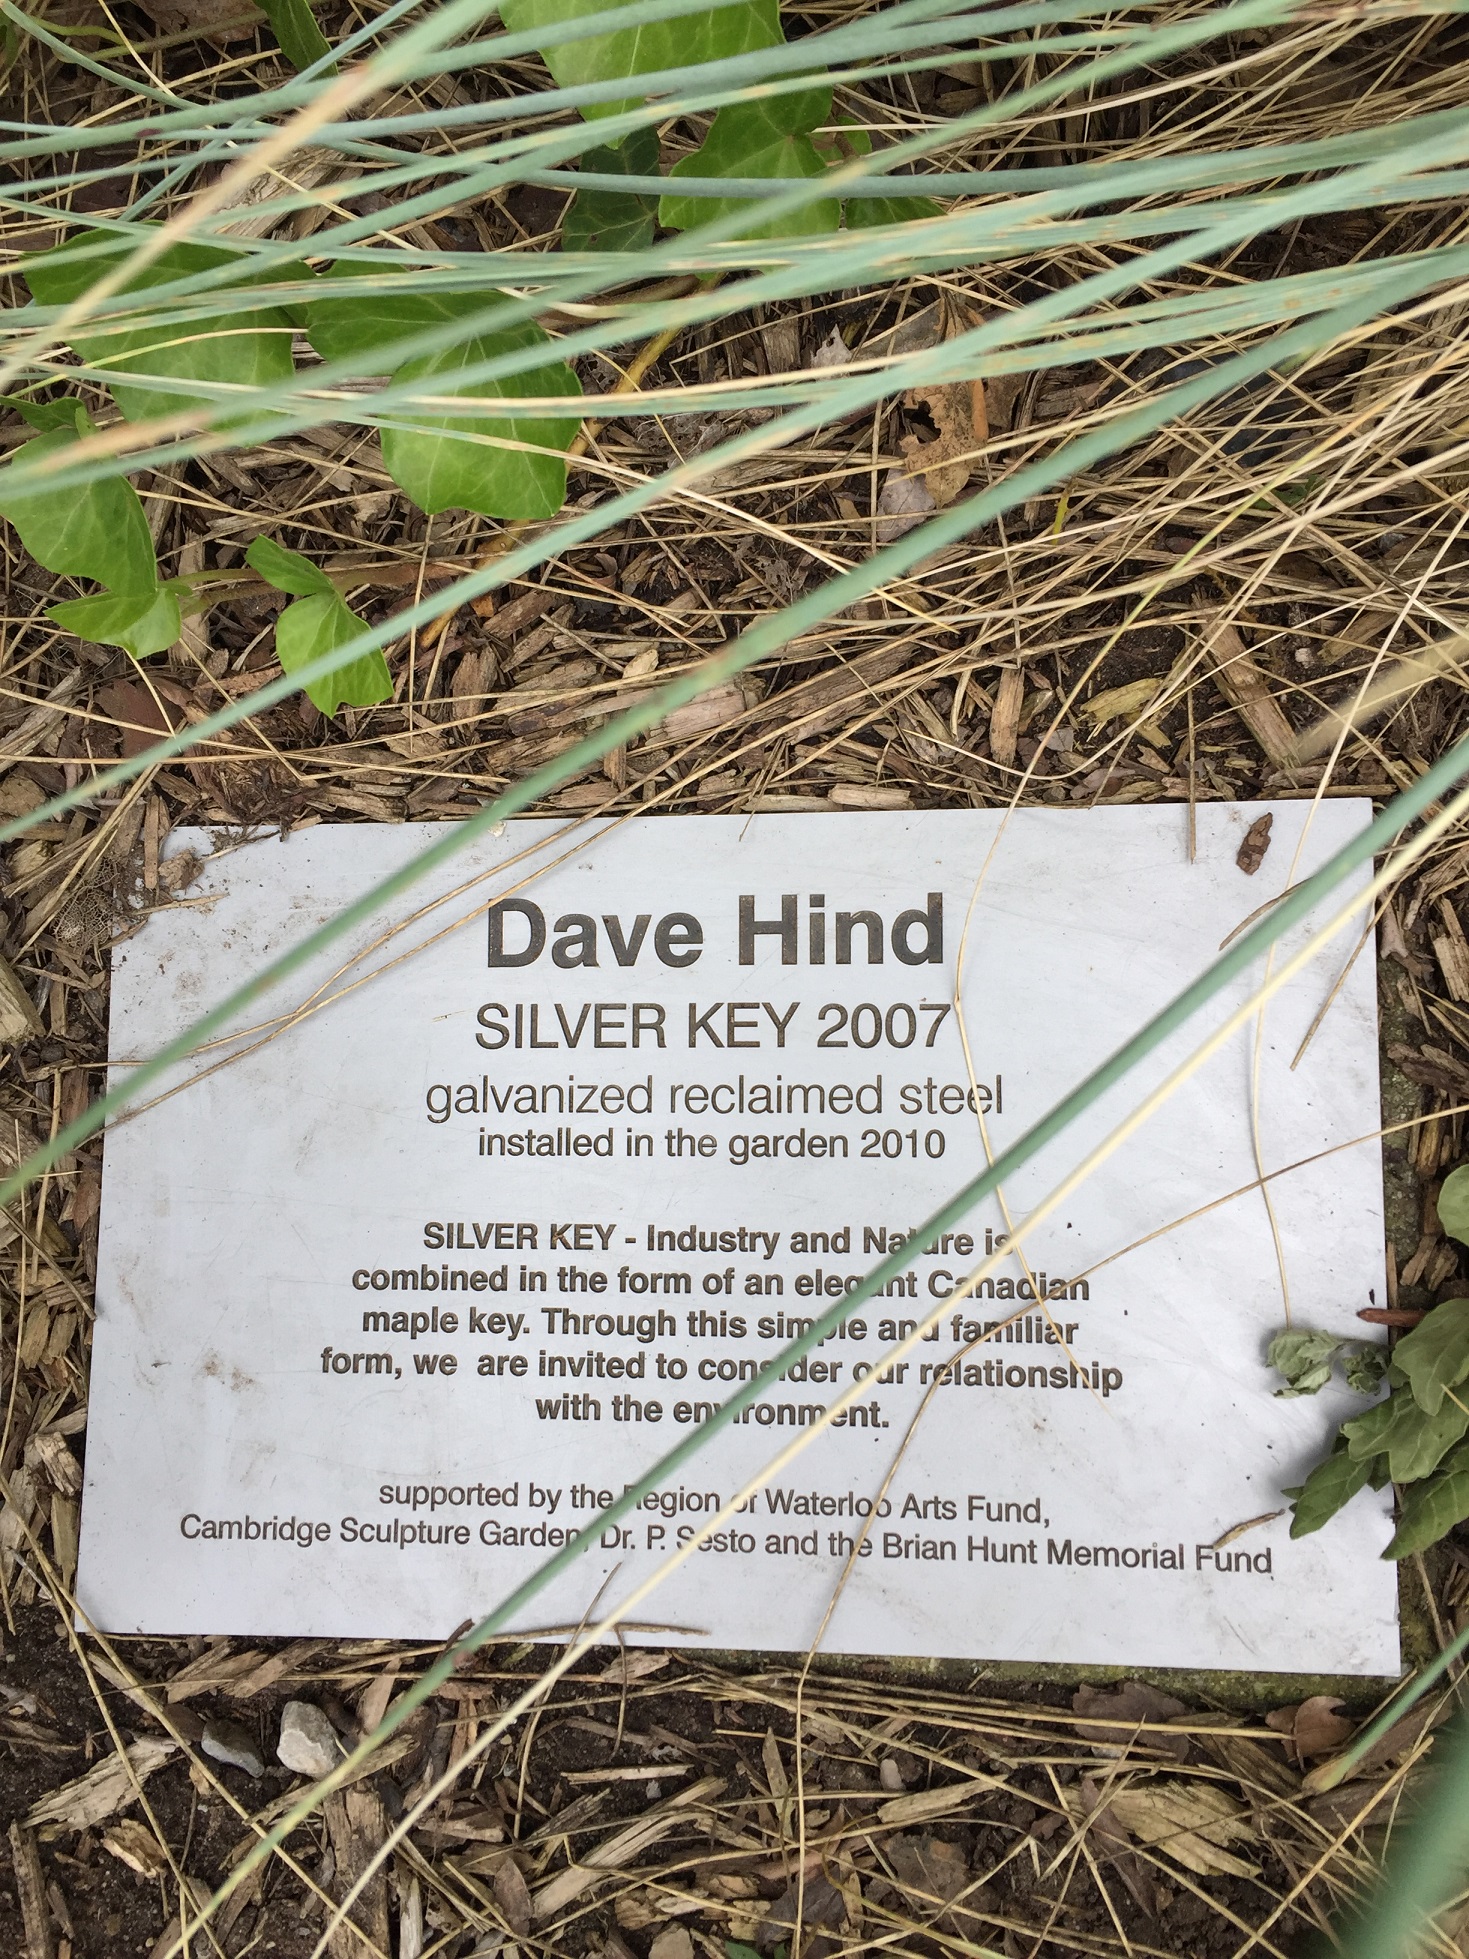 Dave Hind
SILVER KEY 2007
galvanized reclaimed steel
installed in the garden 2010
SILVER KEY - Industry and Nature is
combined in the form of an elegant Canadian
maple key. Through this simple and familiar
form, we  are invited to consider our relationship
with the environment.
supported by the Region of Waterloo Arts Fund,
Cambridge Sculpture Garden, Dr. P. Sesto and the Brian Hunt Memorial Fund